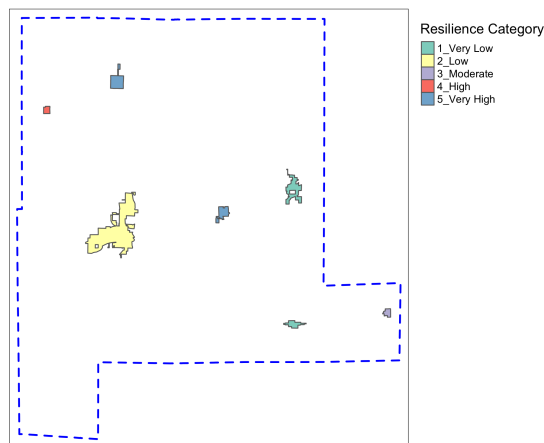 Resilience Category
1_Very Low
2_Low
3_Moderate
4_High
5_Very High